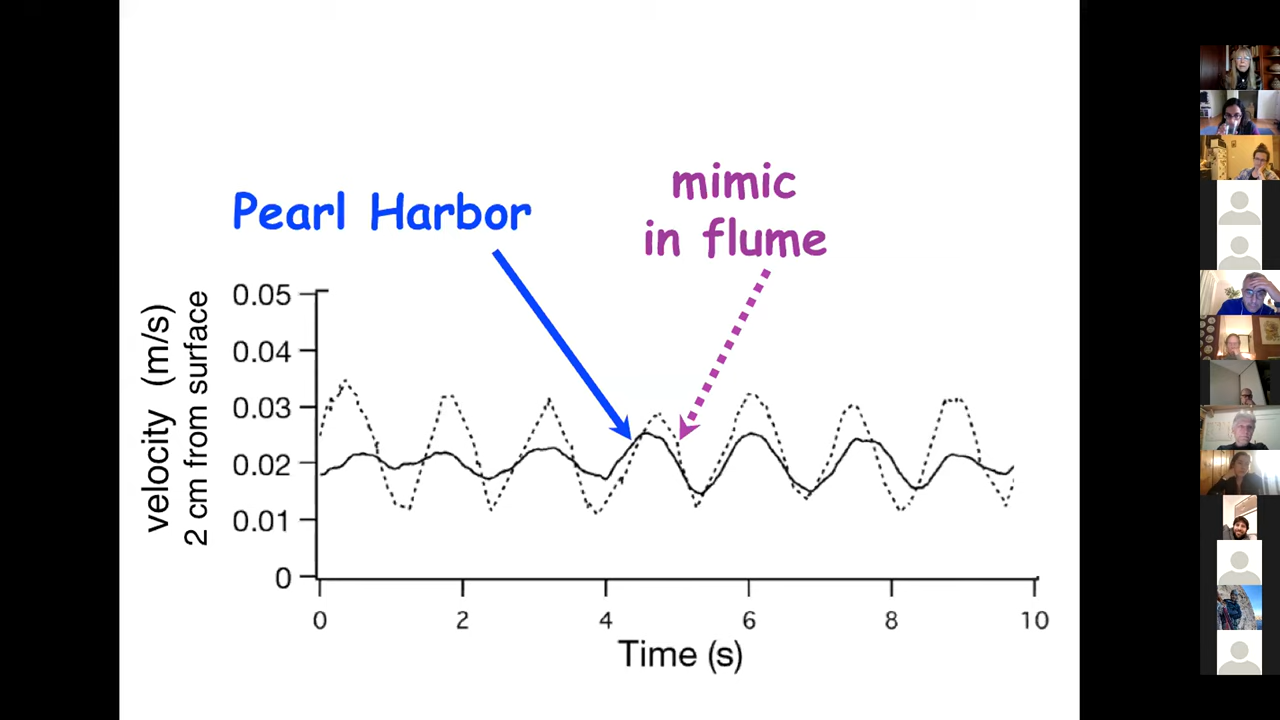 Pearl Harbor
mimic
in flume
velocity (m/s)
2 cm from surface
0.05
0.04
0.03
0.02
0.01
0
0 2 4 6 8 10
Time (s)